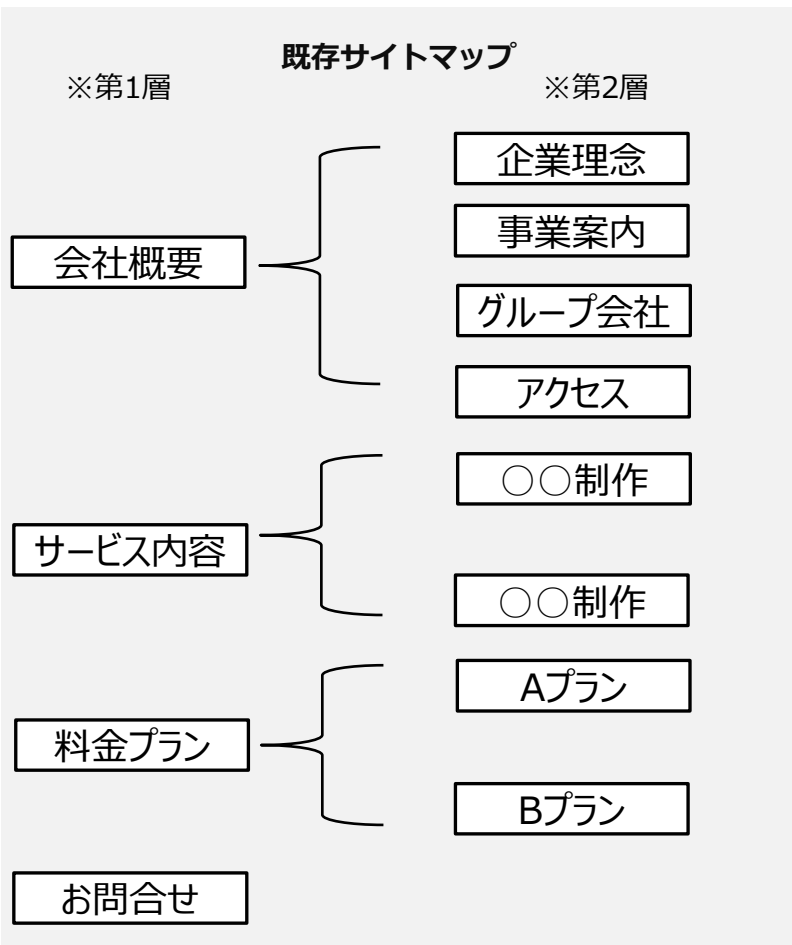 既存サイトマップ
※第1層
※第2層
会社概要
企業理念
事業案内
グループ会社
アクセス
サービス内容
○○制作
○○制作
料金プラン
Aプラン
Bプラン
お問合せ